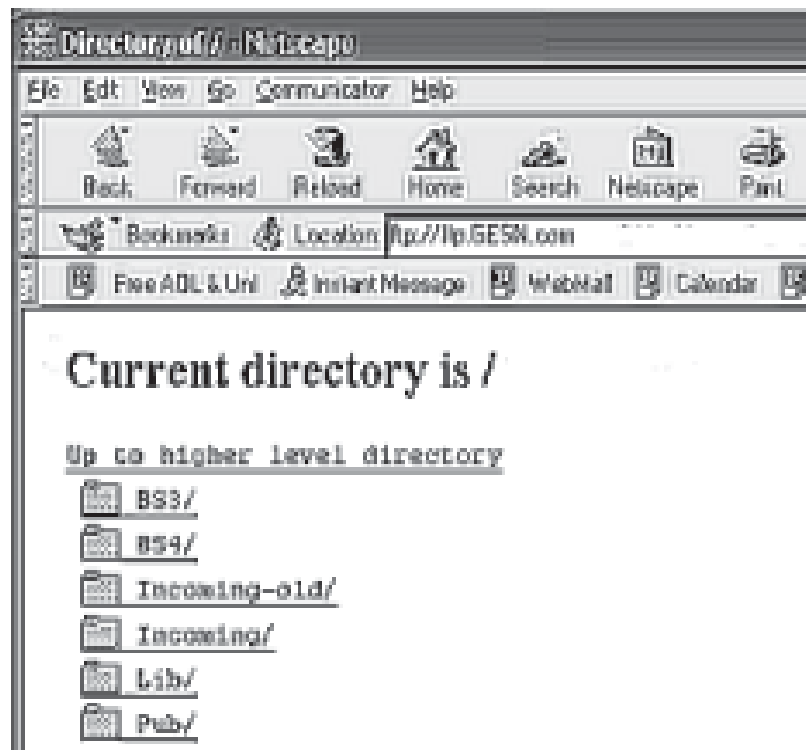 Directory of / - Netscape
File Edit View Go Communicator Help
Back Forward Reload Home Search Netscape Print
Bookmarks Location: ftp://ftp.GESN.com
Free AOL & Unl Instant Message WebMail Calendar
Current directory is /
Up to higher level directory
BS3/
BS4/
Incoming-old/
Incoming/
Lib/
Pub/